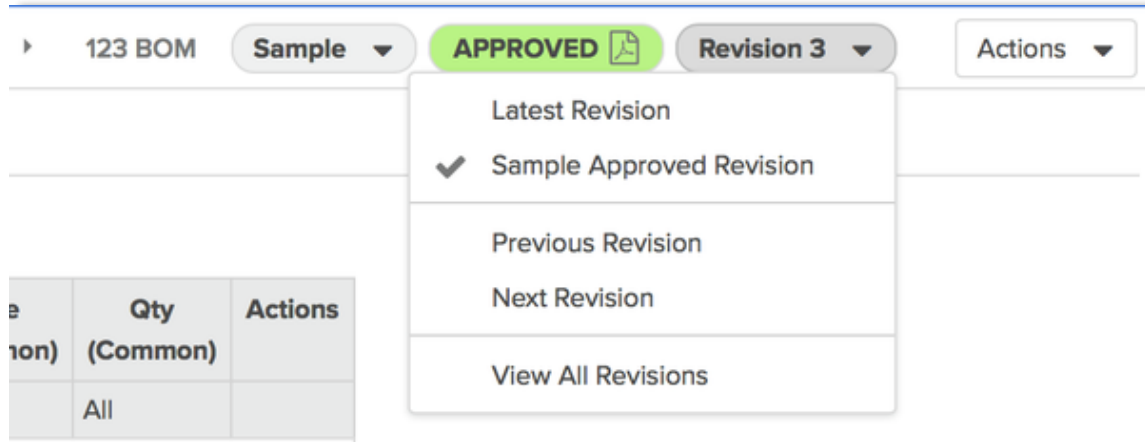 123 BOM Sample APPROVED Revision 3 Actions
Latest Revision
Sample Approved Revision
Previous Revision
Next Revision
View All Revisions
Qty Actions
(Common)
All